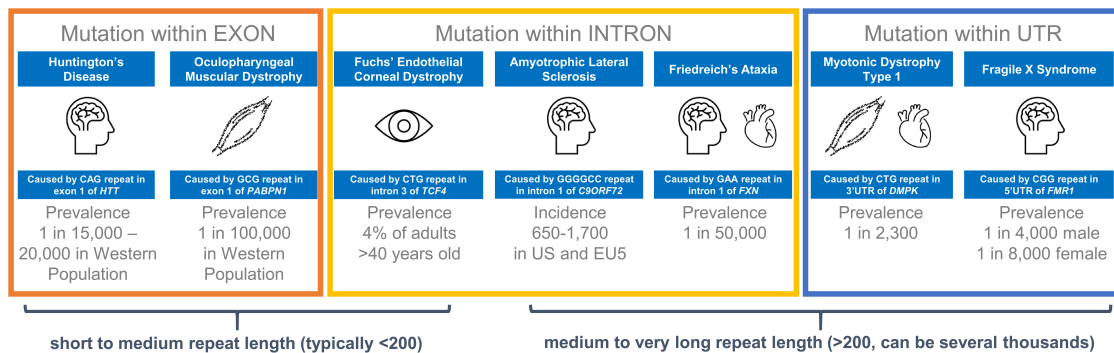 Mutation within EXON
Huntington's
Disease
Caused by CAG repeat in
exon 1 of HTT
Prevalence
1 in 15,000 –
20,000 in Western
Population
Oculopharyngeal
Muscular Dystrophy
Caused by GCG repeat
in exon 1 of PABPN1
Prevalence
1 in 100,000
in Western
Population
Mutation within INTRON
Fuchs' Endothelial
Corneal Dystrophy
Caused by CTG repeat in
intron 3 of TCF4
Prevalence
4% of adults
>40 years old
Amyotrophic Lateral
Sclerosis
Caused by GGGGCC repeat
in intron 1 of C9ORF72
Incidence
650-1,700
in US and EU5
Friedreich's Ataxia
Caused by GAA repeat in
intron 1 of FXN
Prevalence
1 in 50,000
Mutation within UTR
Myotonic Dystrophy
Type 1
Caused by CTG repeat in
3'UTR of DMPK
Prevalence
1 in 2,300
Fragile X Syndrome
Caused by CGG repeat in
5'UTR of FMR1
Prevalence
1 in 4,000 male
1 in 8,000 female
short to medium repeat length (typically <200)
medium to very long repeat length (>200, can be several thousands)